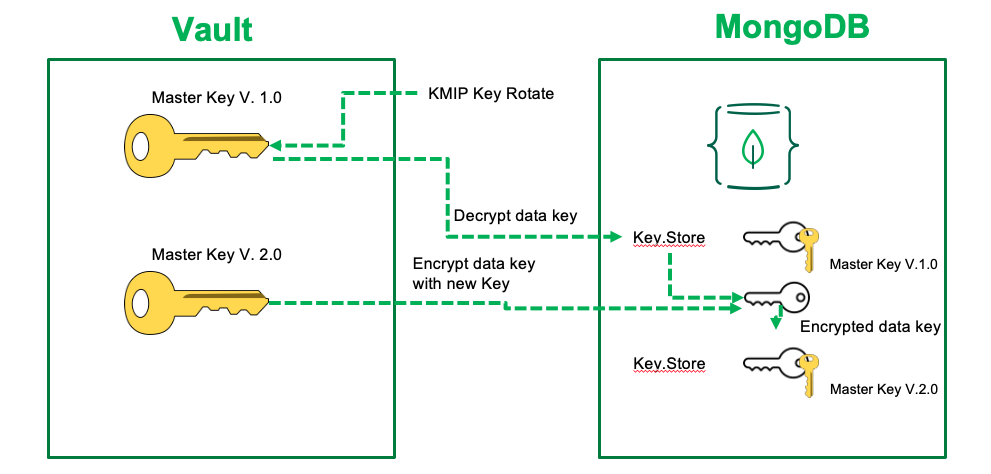 Vault
MongoDB
Master Key V. 1.0
KMIP Key Rotate
Decrypt data key
Key.Store
Master Key V.1.0
Master Key V. 2.0
Encrypt data key
with new Key
Encrypted data key
Key.Store
Master Key V.2.0